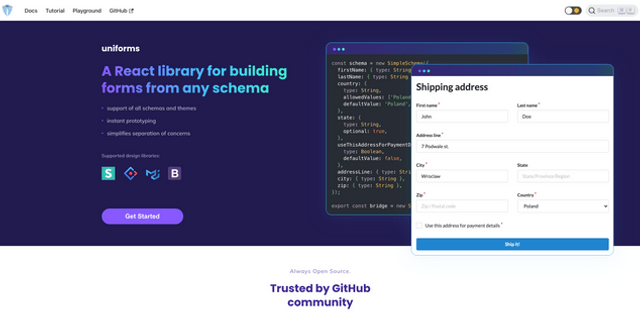 Docs Tutorial Playground GitHub
Search
uniforms
A React library for building
forms from any schema
support of all schemas and themes
instant prototyping
simplifies separation of concerns
Supported design libraries:
S
B
Get Started
const schema = new SimpleSchema({
firstName: { type: String
lastName: { type: String
country: {
type: String,
allowedValues: ['Poland
defaultValue: 'Poland',
},
state: {
type: String,
optional: true,
},
useThisAddressForPaymentD
type: Boolean,
defaultValue: false,
},
addressLine: { type: Stri
city: { type: String },
zip: { type: String },
});
export const bridge = new S
Shipping address
First name * Last name *
John Doe
Address line *
7 Padwale st.
City * State
Wrocław State/Province/Region
Zip * Country *
Zip / Postal code Poland
Use this address for payment details *
Ship it!
Always Open Source.
Trusted by GitHub
community